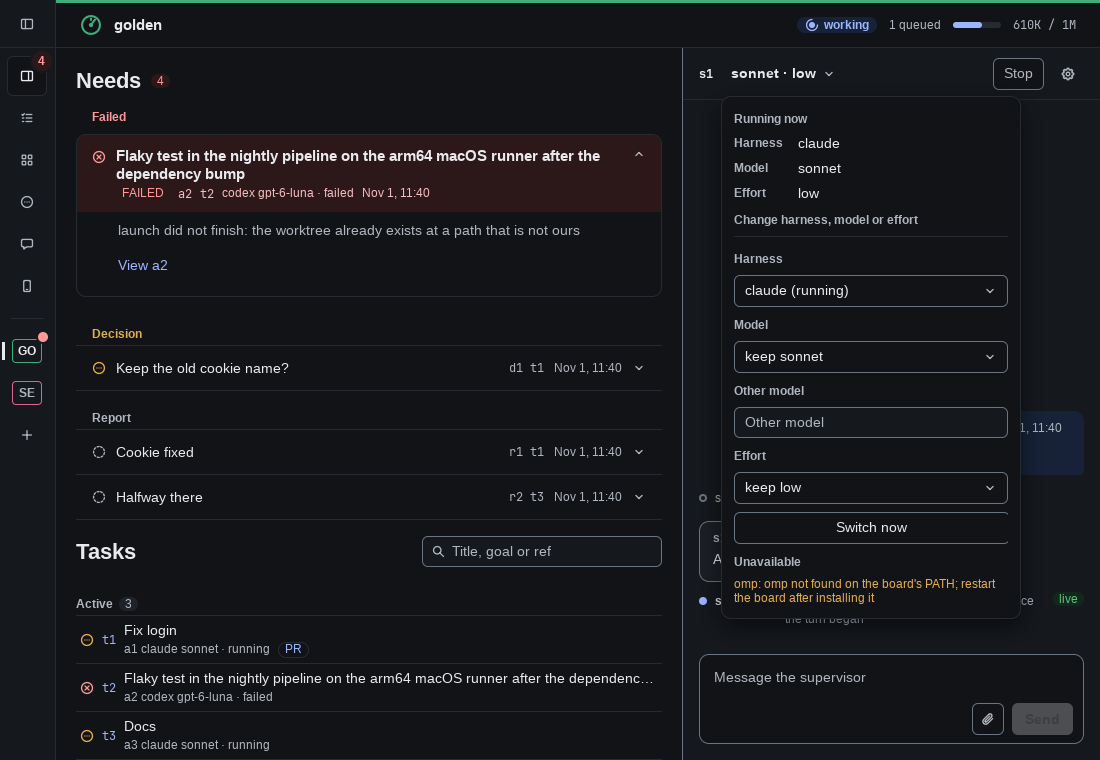 golden
working
1 queued
610K / 1M
4
Needs 4
Failed
Flaky test in the nightly pipeline on the arm64 macOS runner after the
dependency bump
FAILED a2 t2 codex gpt-6-luna · failed Nov 1, 11:40
launch did not finish: the worktree already exists at a path that is not ours
View a2
Decision
Keep the old cookie name? d1 t1 Nov 1, 11:40
Report
Cookie fixed r1 t1 Nov 1, 11:40
Halfway there r2 t3 Nov 1, 11:40
Tasks
Title, goal or ref
Active 3
t1 Fix login
a1 claude sonnet · running PR
t2 Flaky test in the nightly pipeline on the arm64 macOS runner after the dependenc…
a2 codex gpt-6-luna · failed
t3 Docs
a3 claude sonnet · running
GO
SE
s1 sonnet · low
Stop
Running now
Harness claude
Model sonnet
Effort low
Change harness, model or effort
Harness
claude (running)
Model
keep sonnet
Other model
Other model
Effort
keep low
Switch now
Unavailable
omp: omp not found on the board's PATH; restart
the board after installing it
1, 11:40
s
s
A
s
ce
live
the turn began
Message the supervisor
Send